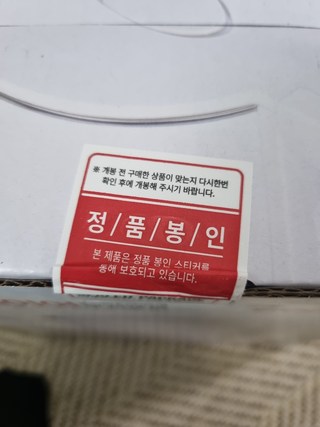 ※ 개봉 전 구매한 상품이 맞는지 다시한번
확인 후에 개봉해 주시기 바랍니다.
정/품/봉/인
본 제품은 정품 봉인 스티커를
통해 보호되고 있습니다.